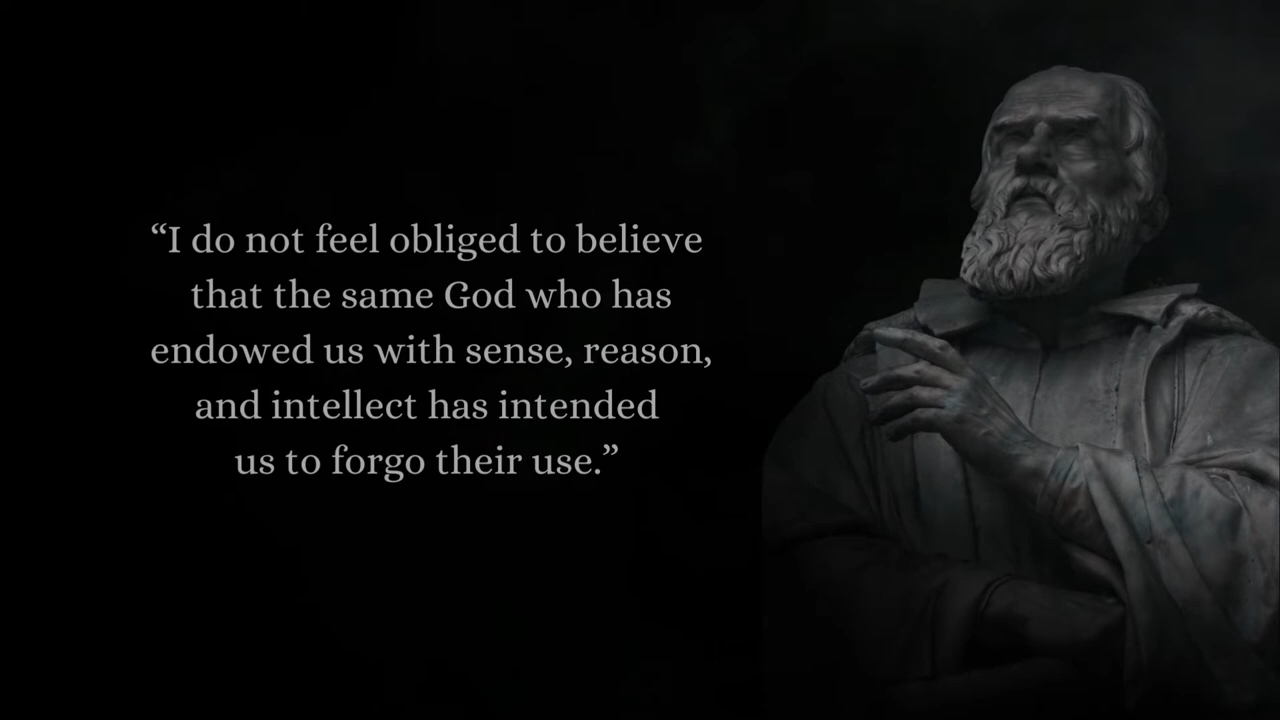 “I do not feel obliged to believe
that the same God who has
endowed us with sense, reason,
and intellect has intended
us to forgo their use.”